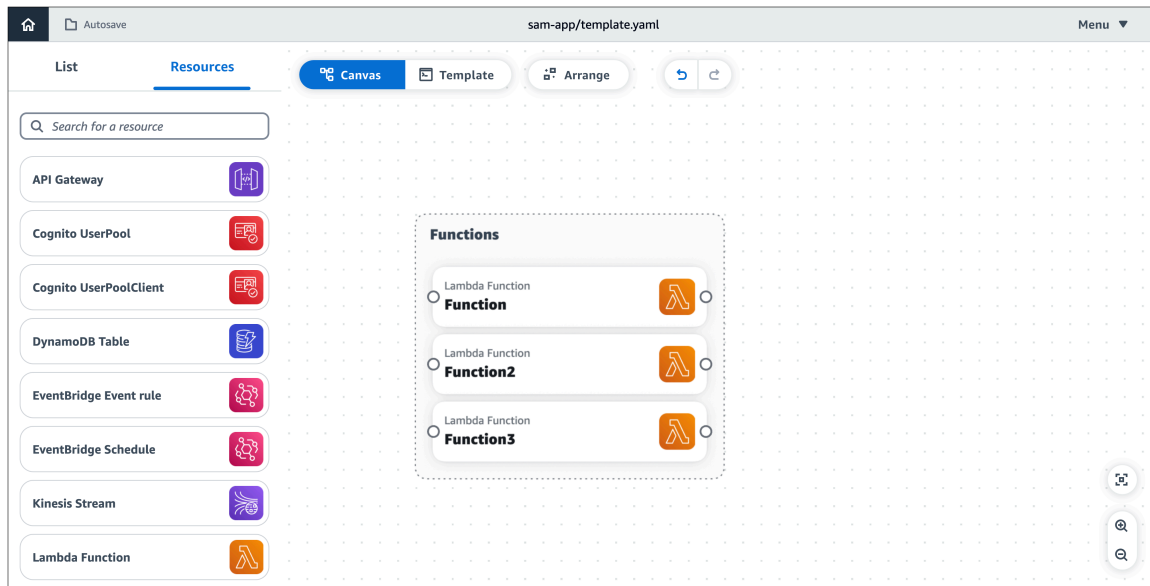 Autosave
sam-app/template.yaml
Menu
List
Resources
Canvas
Template
Arrange
Search for a resource
API Gateway
Cognito UserPool
Cognito UserPoolClient
DynamoDB Table
EventBridge Event rule
EventBridge Schedule
Kinesis Stream
Lambda Function
Functions
Lambda Function
Function
Lambda Function
Function2
Lambda Function
Function3